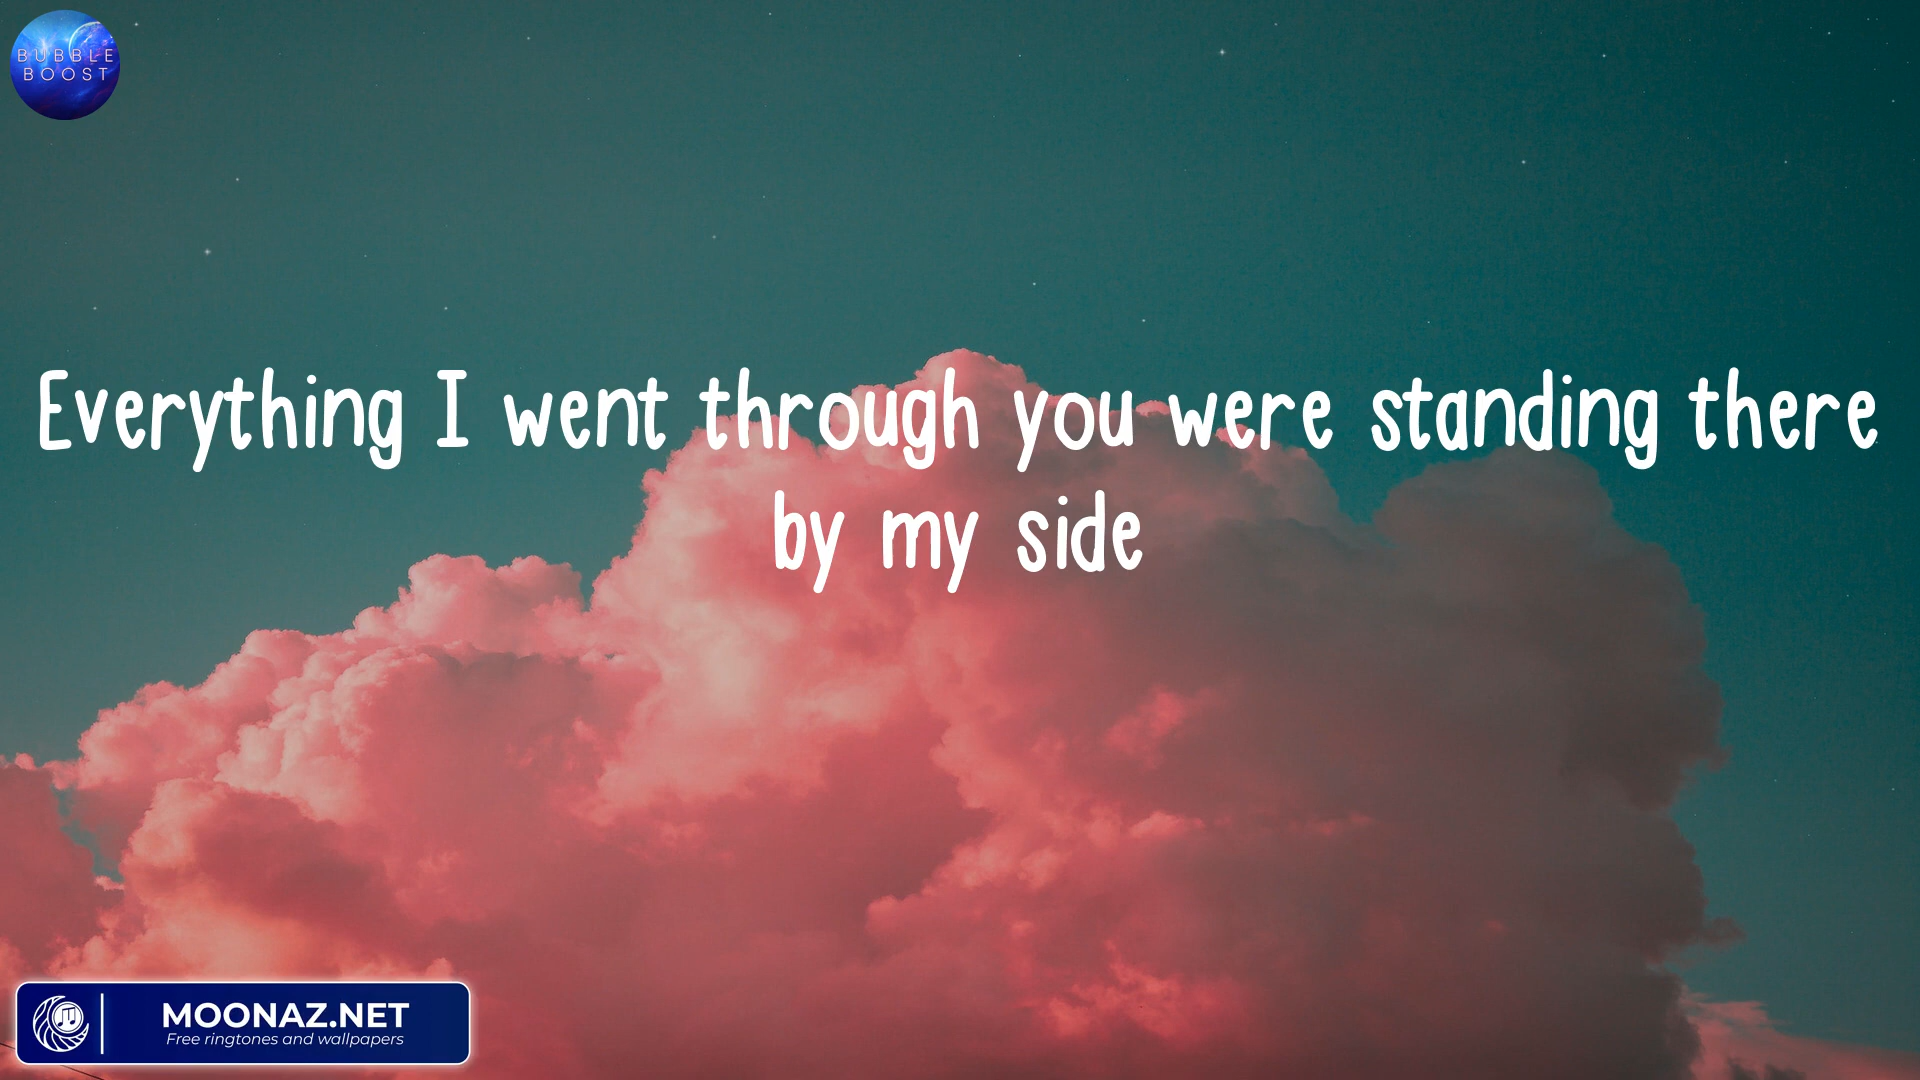 BUBBLE
BOOST
Everything I went through you were standing there
by my side
MOONAZ.NET
Free ringtones and wallpapers